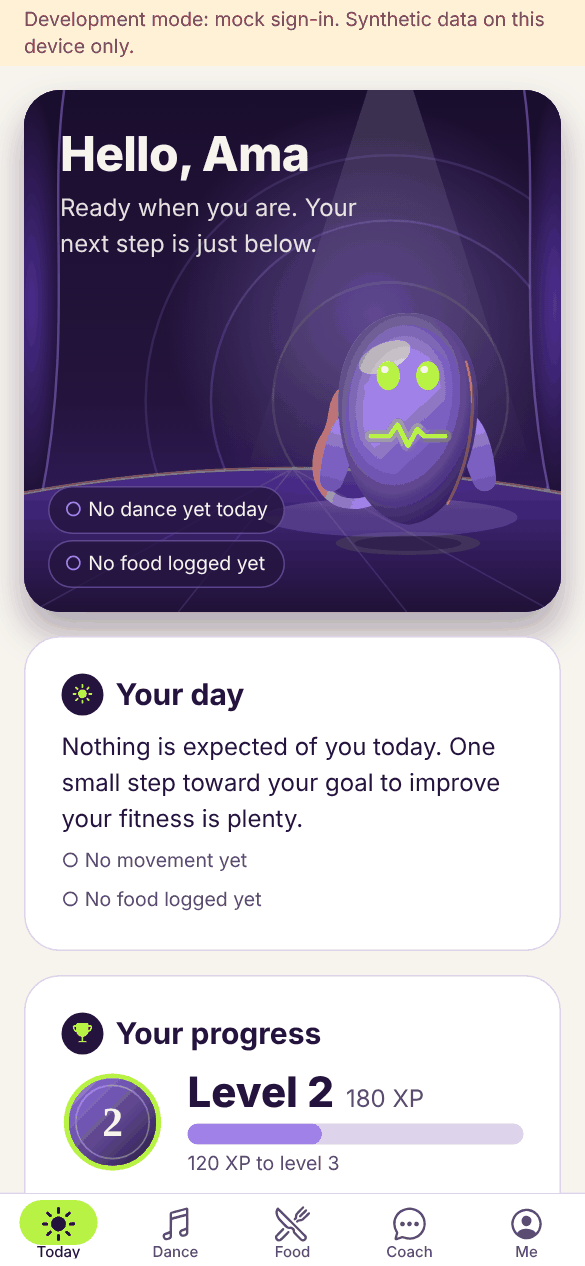 Development mode: mock sign-in. Synthetic data on this
device only.
Hello, Ama
Ready when you are. Your
next step is just below.
No dance yet today
No food logged yet
Your day
Nothing is expected of you today. One
small step toward your goal to improve
your fitness is plenty.
No movement yet
No food logged yet
Your progress
2
Level 2 180 XP
120 XP to level 3
Today Dance Food Coach Me